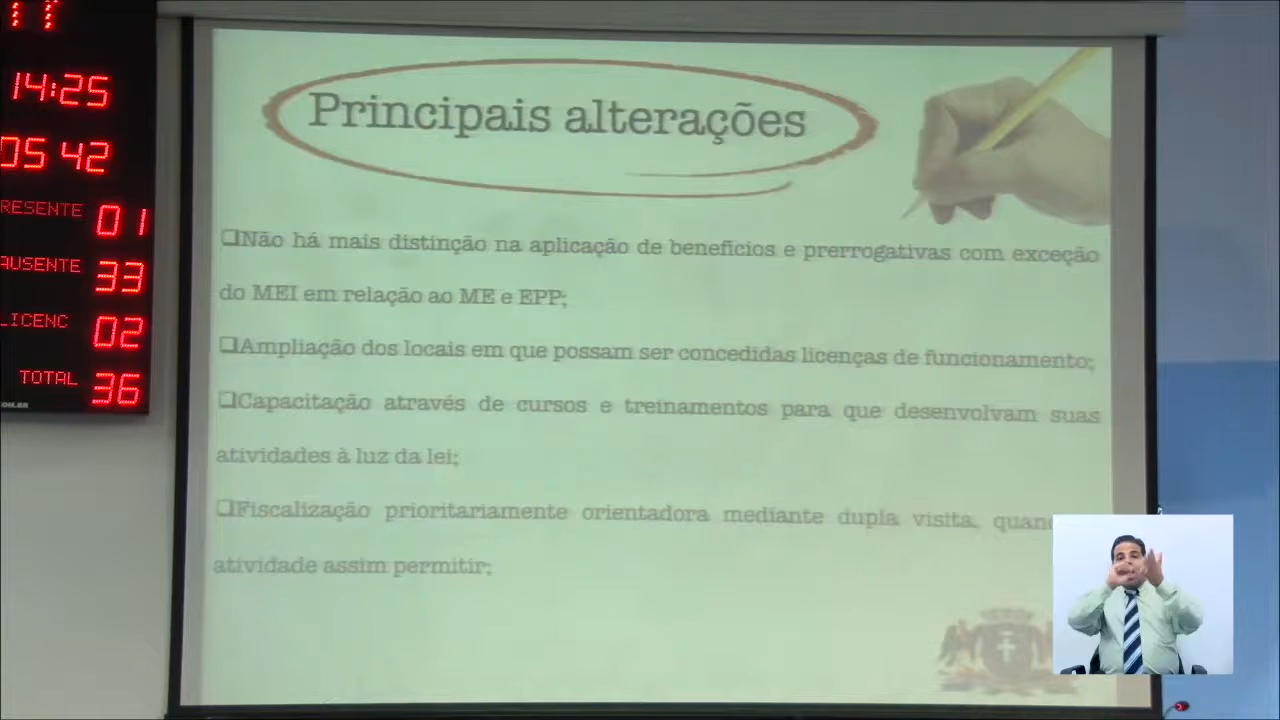 14:25
05 42
RESENTE 01
AUSENTE 33
LICENC 02
TOTAL 36
Principais alterações
❑Não há mais distinção na aplicação de benefícios e prerrogativas com exceção
do MEI em relação ao ME e EPP;
❑Ampliação dos locais em que possam ser concedidas licenças de funcionamento;
❑Capacitação através de cursos e treinamentos para que desenvolvam suas
atividades à luz da lei;
❑Fiscalização prioritariamente orientadora mediante dupla visita, quan
atividade assim permitir;